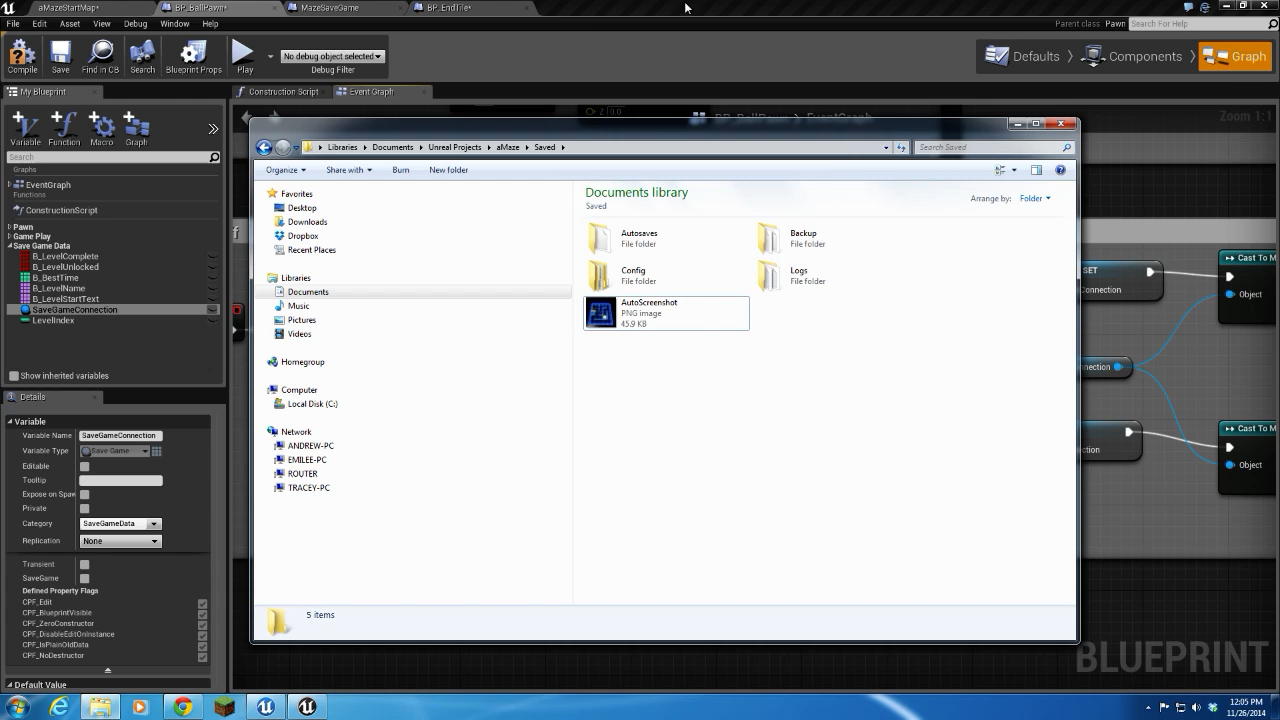 aMazeStartMap*
BP_BallPawn*
MazeSaveGame
BP_EndTile*
File
Edit
Asset
View
Debug
Window
Help
Parent class: Pawn
Search For Help
Compile
Save
Find in CB
Search
Blueprint Props
Play
No debug object selected
Debug Filter
Defaults
Components
Graph
My Blueprint
Construction Script
Event Graph
Variable
Function
Macro
Graph
Search
Graphs
EventGraph
Functions
ConstructionScript
Pawn
Game Play
Save Game Data
B_LevelComplete
B_LevelUnlocked
B_BestTime
B_LevelName
B_LevelStartText
SaveGameConnection
LevelIndex
Show inherited variables
Details
Variable
Variable Name
SaveGameConnection
Variable Type
Save Game
Editable
Tooltip
Expose on Spaw
Private
Category
SaveGameData
Replication
None
Transient
SaveGame
Defined Property Flags
CPF_Edit
CPF_BlueprintVisible
CPF_ZeroConstructor
CPF_DisableEditOnInstance
CPF_IsPlainOldData
CPF_NoDestructor
Default Value
Z 0.0
BP_BallPawn > EventGraph
Zoom 1:1
Libraries
Documents
Unreal Projects
aMaze
Saved
Search Saved
Organize
Share with
Burn
New folder
Favorites
Desktop
Downloads
Dropbox
Recent Places
Libraries
Documents
Music
Pictures
Videos
Homegroup
Computer
Local Disk (C:)
Network
ANDREW-PC
EMILEE-PC
ROUTER
TRACEY-PC
Documents library
Saved
Arrange by:
Folder
Autosaves
File folder
Backup
File folder
Config
File folder
Logs
File folder
AutoScreenshot
PNG image
45.9 KB
5 items
f
SET
Connection
Cast To M
Object
nnection
ction
Cast To M
Object
BLUEPRINT
12:05 PM
11/26/2014